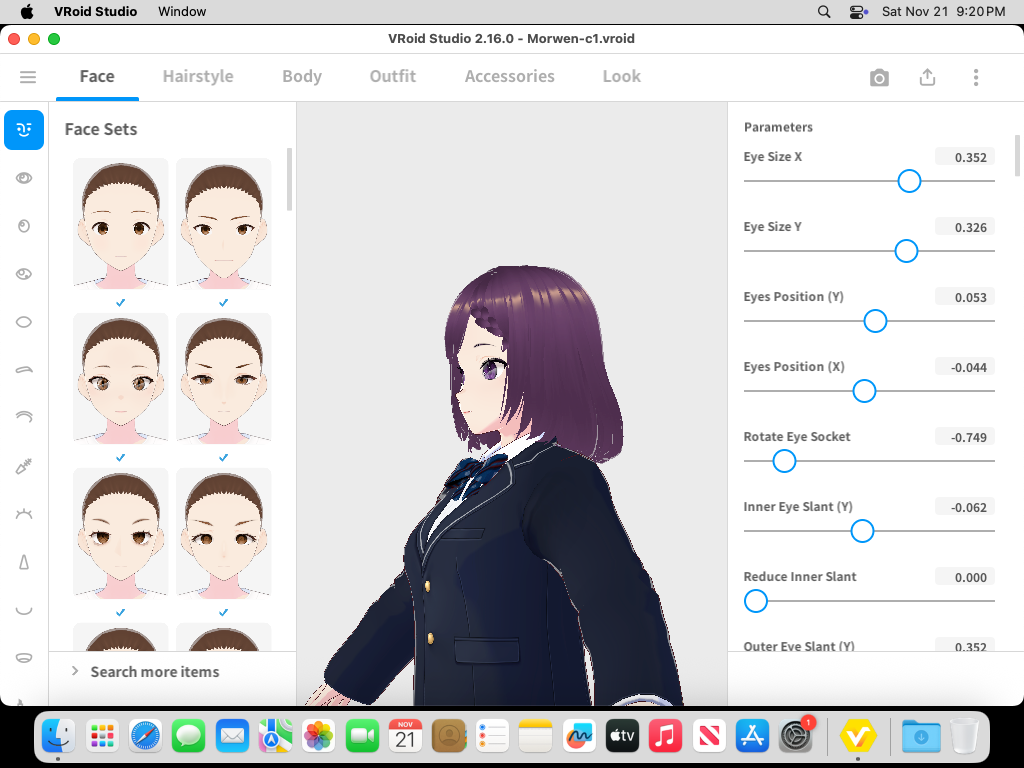 VRoid Studio Window Sat Nov 21 9:20 PM
VRoid Studio 2.16.0 - Morwen-c1.vroid
Face Hairstyle Body Outfit Accessories Look
Face Sets
Parameters
Eye Size X 0.352
Eye Size Y 0.326
Eyes Position (Y) 0.053
Eyes Position (X) -0.044
Rotate Eye Socket -0.749
Inner Eye Slant (Y) -0.062
Reduce Inner Slant 0.000
Outer Eye Slant (Y) 0.352
Search more items
NOV
21
tv
1